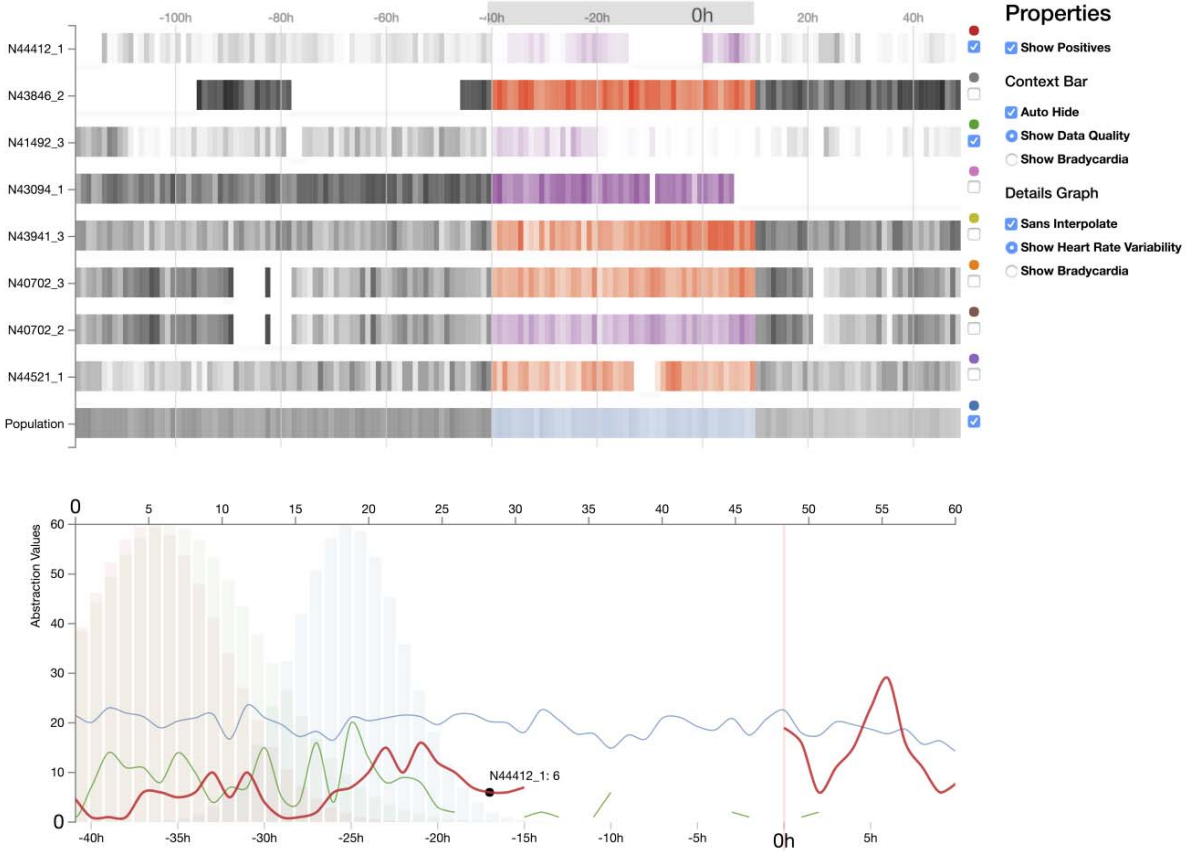 -100h -80h -60h -40h -20h 0h 20h 40h
N44412_1
N43846_2
N41492_3
N43094_1
N43941_3
N40702_3
N40702_2
N44521_1
Population
Properties
Show Positives
Context Bar
Auto Hide
Show Data Quality
Show Bradycardia
Details Graph
Sans Interpolate
Show Heart Rate Variability
Show Bradycardia
0 5 10 15 20 25 30 35 40 45 50 55 60
Abstraction Values
60
50
40
30
20
10
0
N44412_1: 6
-40h -35h -30h -25h -20h -15h -10h -5h 0h 5h